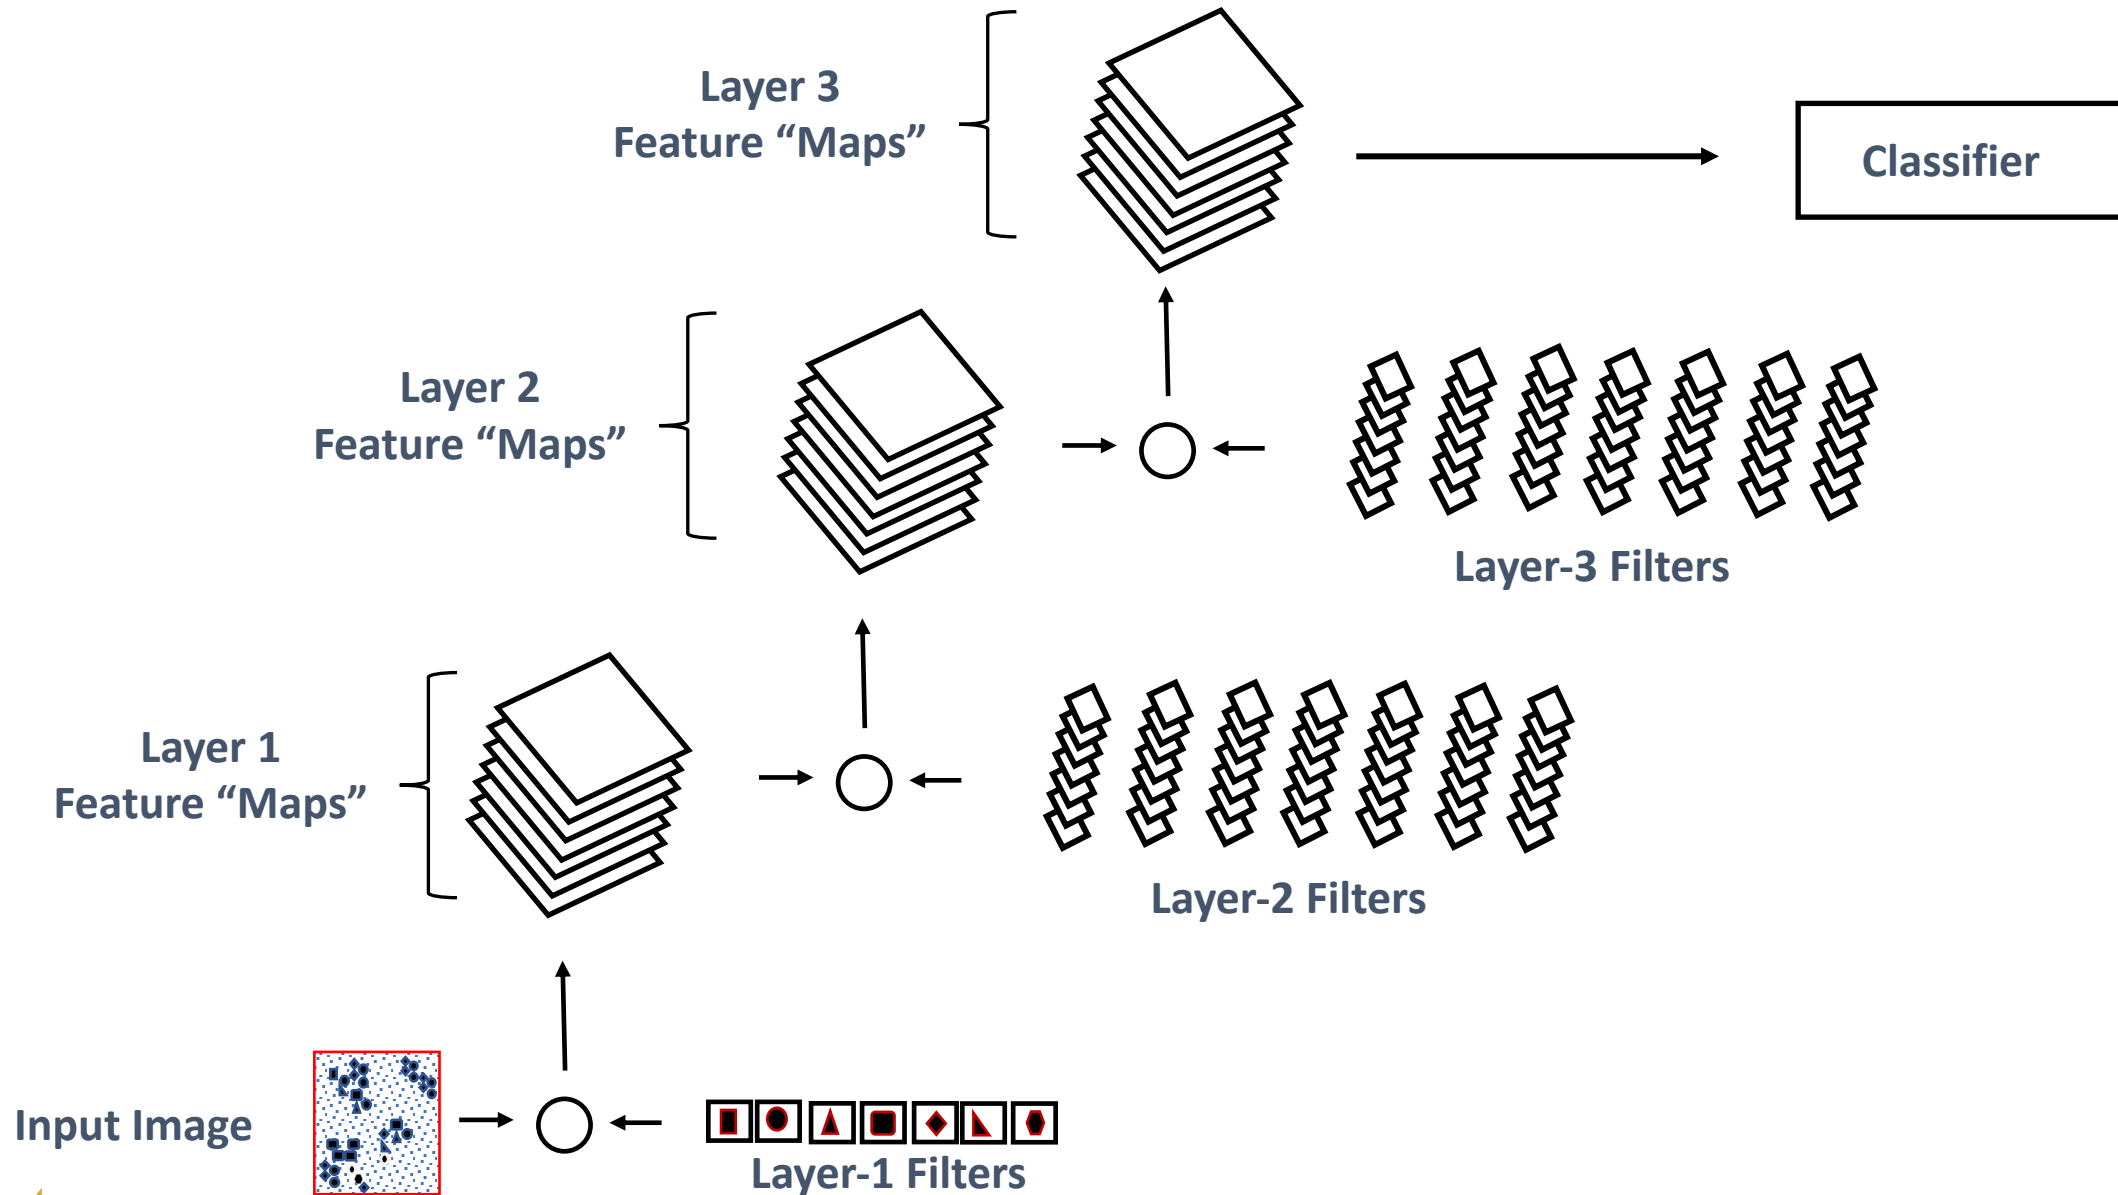 Layer 3
Feature “Maps”
Classifier
Layer 2
Feature “Maps”
Layer-3 Filters
Layer 1
Feature “Maps”
Layer-2 Filters
Input Image
Layer-1 Filters